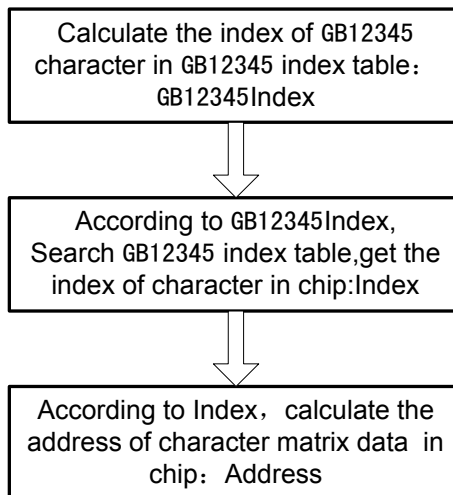 Calculate the index of GB12345
character in GB12345 index table：
GB12345Index
According to GB12345Index,
Search GB12345 index table,get the
index of character in chip:Index
According to Index，calculate the
address of character matrix data in
chip：Address